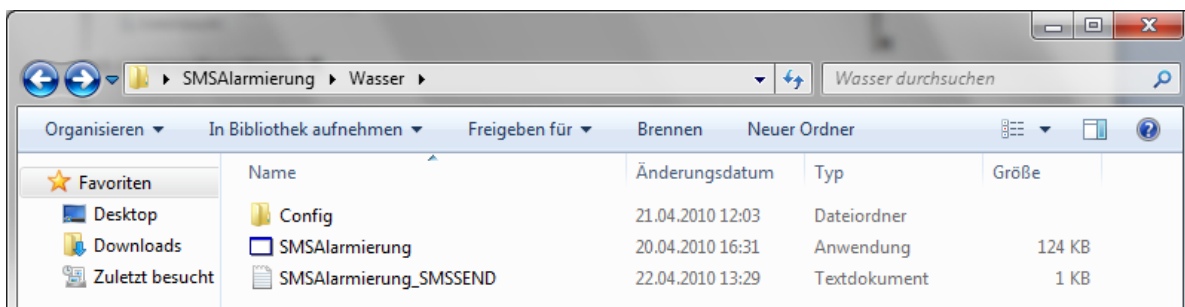 SMSAlarmierung Wasser Wasser durchsuchen
Organisieren In Bibliothek aufnehmen Freigeben für Brennen Neuer Ordner
Favoriten Name Änderungsdatum Typ Größe
Desktop Config 21.04.2010 12:03 Dateiordner
Downloads SMSAlarmierung 20.04.2010 16:31 Anwendung 124 KB
Zuletzt besucht SMSAlarmierung_SMSSEND 22.04.2010 13:29 Textdokument 1 KB